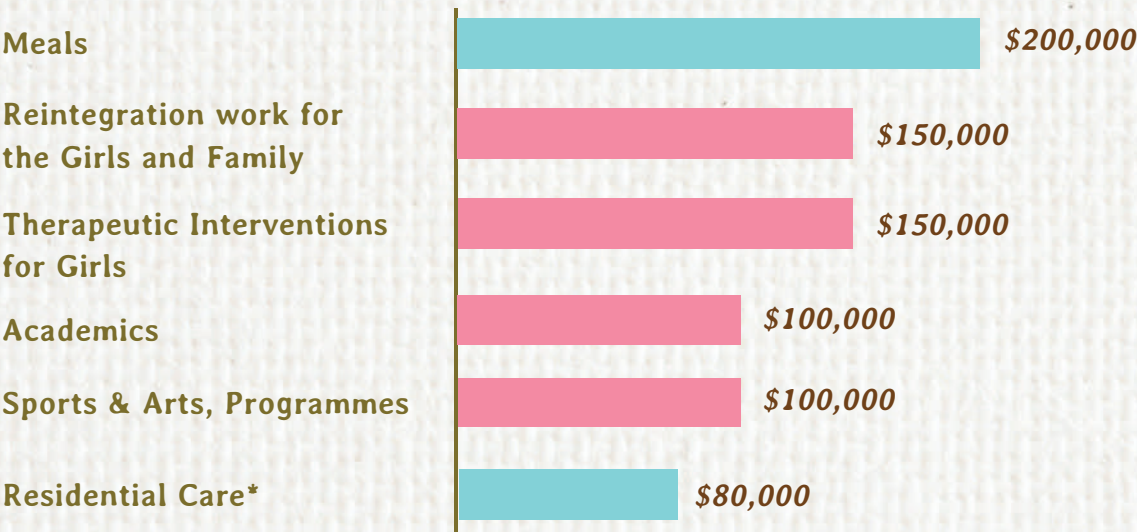 Meals
$200,000
Reintegration work for
the Girls and Family
$150,000
Therapeutic Interventions
for Girls
$150,000
Academics
$100,000
Sports & Arts, Programmes
$100,000
Residential Care*
$80,000